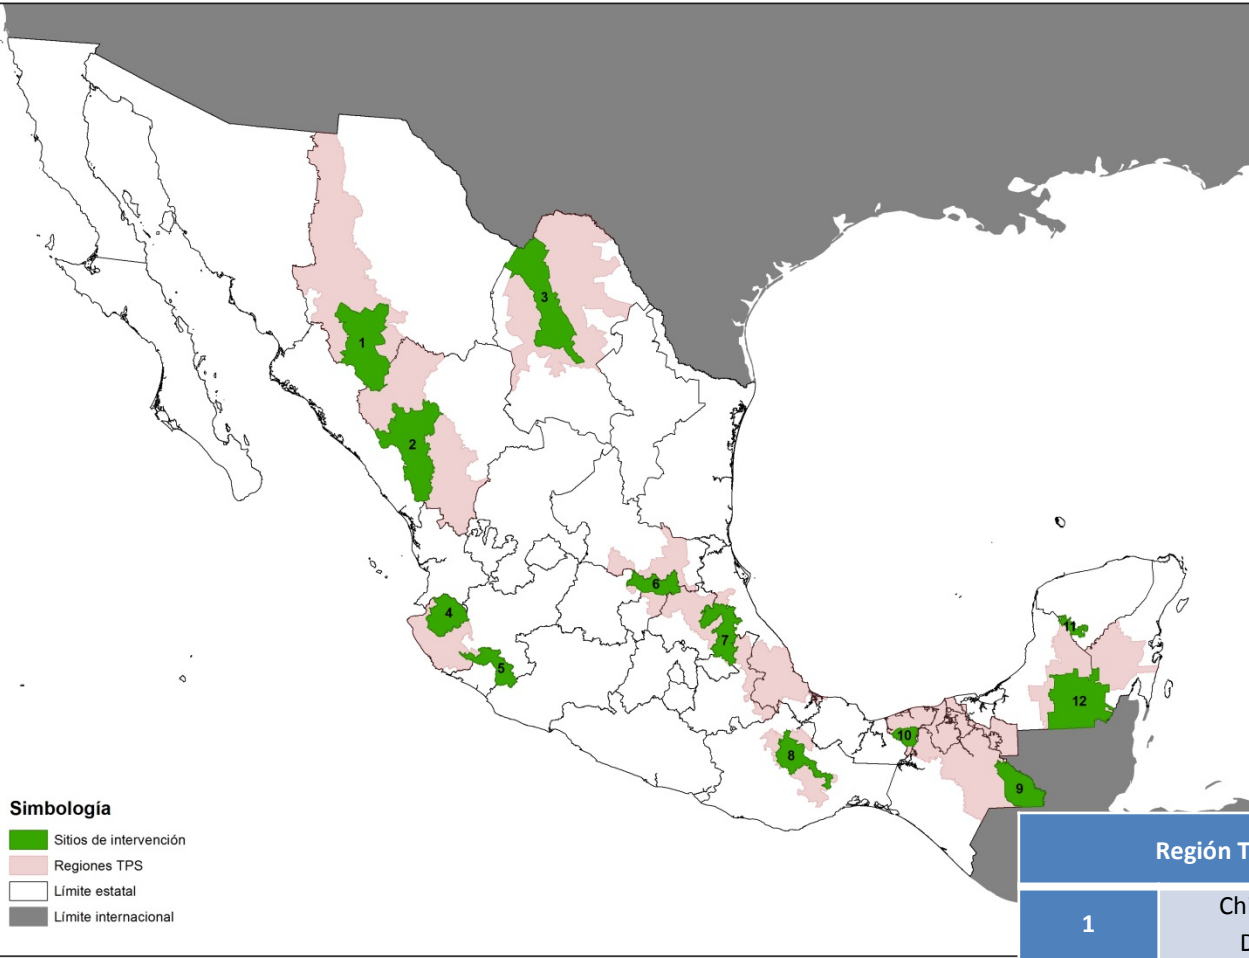 3
1
2
6
4
11
7
5
12
10
8
9
Simbología
Sitios de intervención
Regiones TPS
Límite estatal
Límite internacional
Región T
1
Ch
D